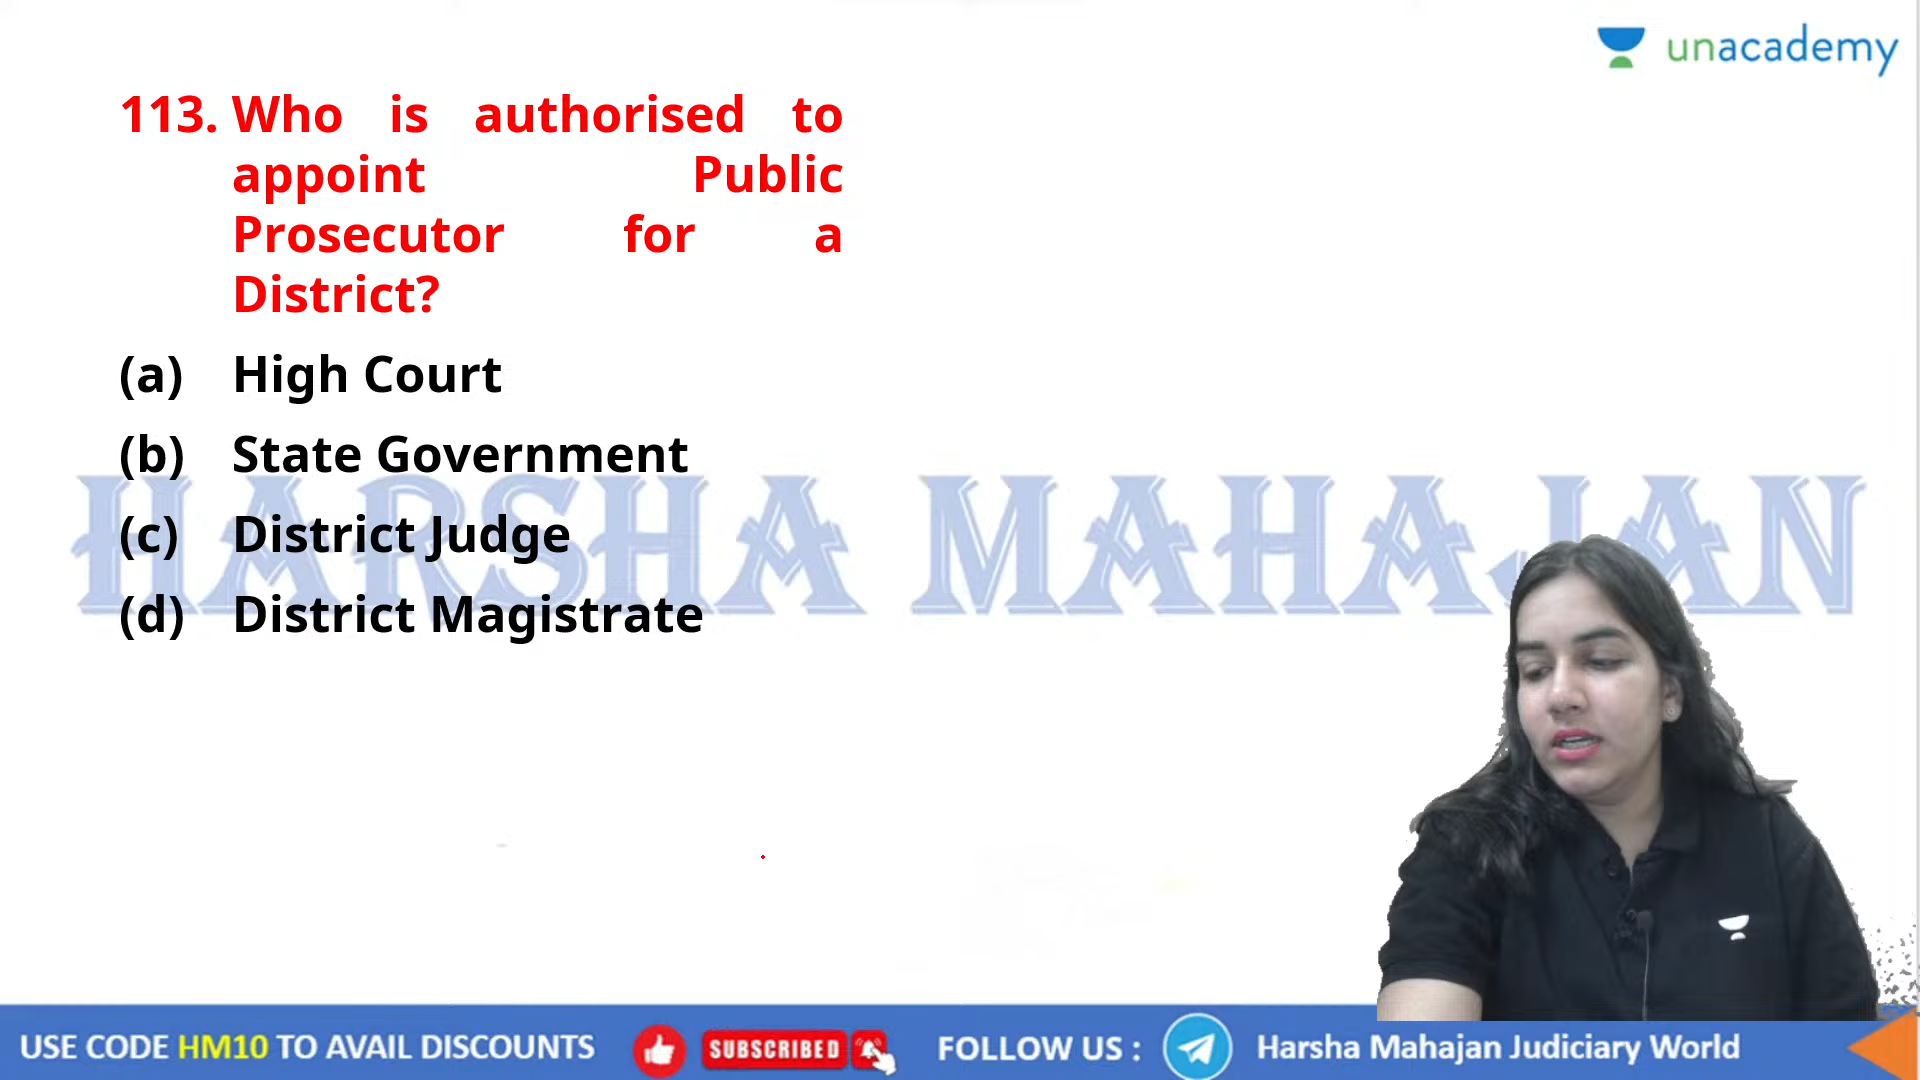 unacademy
113. Who is authorised to
appoint Public
Prosecutor for a
District?
(a) High Court
(b) State Government
(c) District Judge
(d) District Magistrate
HARSHA MAHAJAN
USE CODE HM10 TO AVAIL DISCOUNTS
SUBSCRIBED
FOLLOW US :
Harsha Mahajan Judiciary World